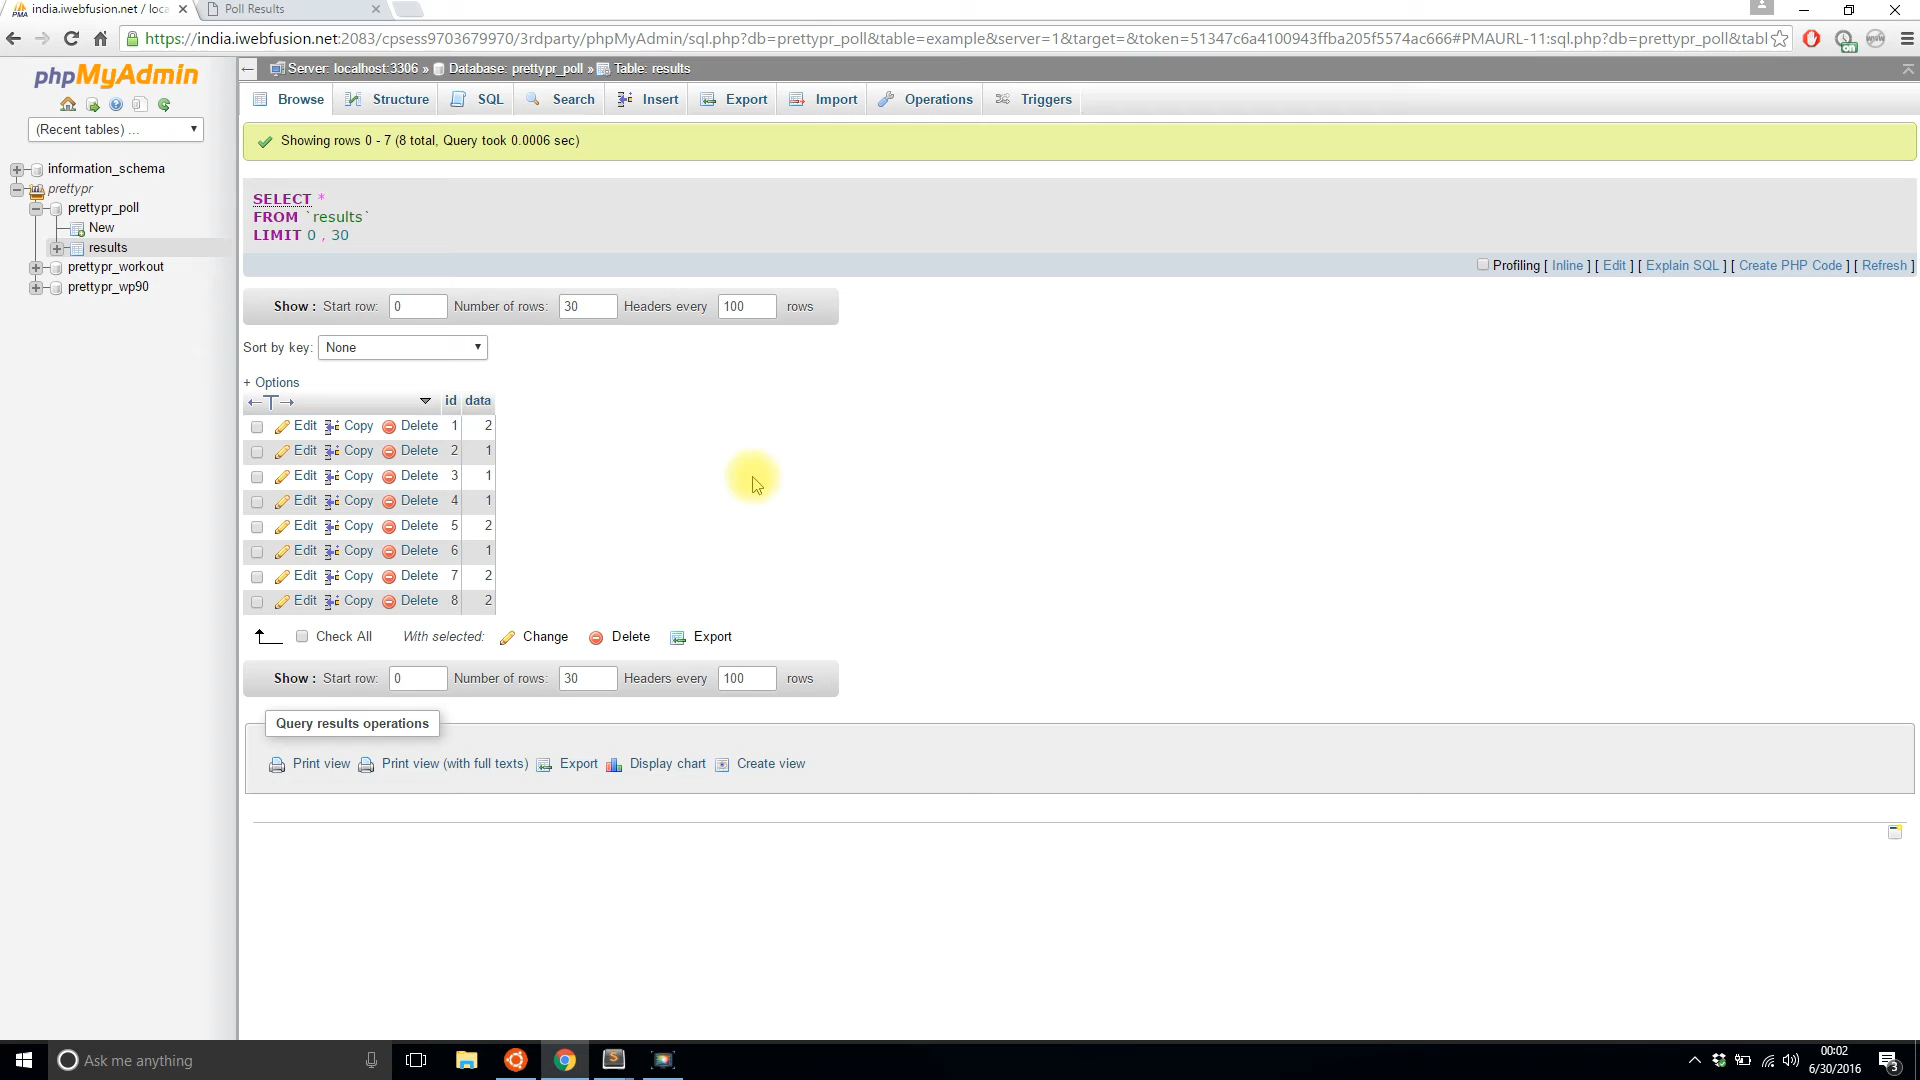 india.iwebfusion.net / loca
Poll Results
https://india.iwebfusion.net:2083/cpsess9703679970/3rdparty/phpMyAdmin/sql.php?db=prettypr_poll&table=example&server=1&target=&token=51347c6a4100943ffba205f5574ac666#PMAURL-11:sql.php?db=prettypr_poll&tabl
phpMyAdmin
PMA
(Recent tables) ...
information_schema
prettypr
prettypr_poll
New
results
prettypr_workout
prettypr_wp90
Server: localhost:3306 » Database: prettypr_poll » Table: results
Browse Structure SQL Search Insert Export Import Operations Triggers
Showing rows 0 - 7 (8 total, Query took 0.0006 sec)
SELECT *
FROM `results`
LIMIT 0 , 30
Profiling [ Inline ] [ Edit ] [ Explain SQL ] [ Create PHP Code ] [ Refresh ]
Show : Start row: 0 Number of rows: 30 Headers every 100 rows
Sort by key: None
+ Options
id data
Edit Copy Delete 1 2
Edit Copy Delete 2 1
Edit Copy Delete 3 1
Edit Copy Delete 4 1
Edit Copy Delete 5 2
Edit Copy Delete 6 1
Edit Copy Delete 7 2
Edit Copy Delete 8 2
Check All With selected: Change Delete Export
Show : Start row: 0 Number of rows: 30 Headers every 100 rows
Query results operations
Print view Print view (with full texts) Export Display chart Create view
Ask me anything
00:02
6/30/2016
3